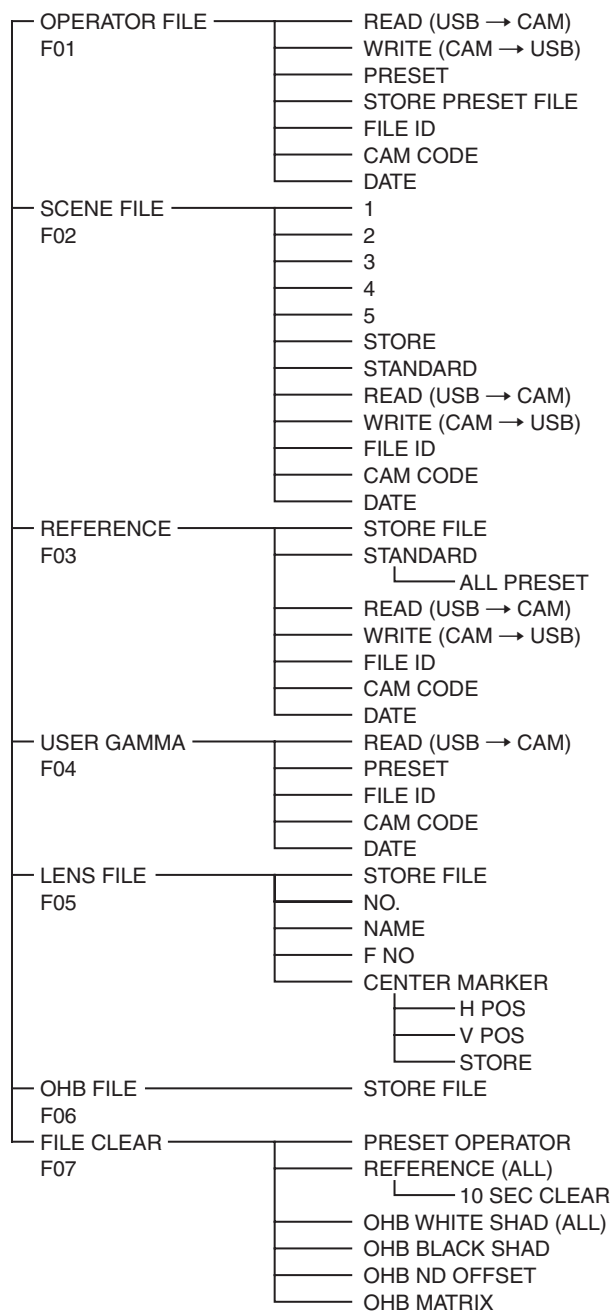 OPERATOR FILE
F01
READ (USB → CAM)
WRITE (CAM → USB)
PRESET
STORE PRESET FILE
FILE ID
CAM CODE
DATE
SCENE FILE
F02
1
2
3
4
5
STORE
STANDARD
READ (USB → CAM)
WRITE (CAM → USB)
FILE ID
CAM CODE
DATE
REFERENCE
F03
STORE FILE
STANDARD
ALL PRESET
READ (USB → CAM)
WRITE (CAM → USB)
FILE ID
CAM CODE
DATE
USER GAMMA
F04
READ (USB → CAM)
PRESET
FILE ID
CAM CODE
DATE
LENS FILE
F05
STORE FILE
NO.
NAME
F NO
CENTER MARKER
H POS
V POS
STORE
OHB FILE
F06
STORE FILE
FILE CLEAR
F07
PRESET OPERATOR
REFERENCE (ALL)
10 SEC CLEAR
OHB WHITE SHAD (ALL)
OHB BLACK SHAD
OHB ND OFFSET
OHB MATRIX